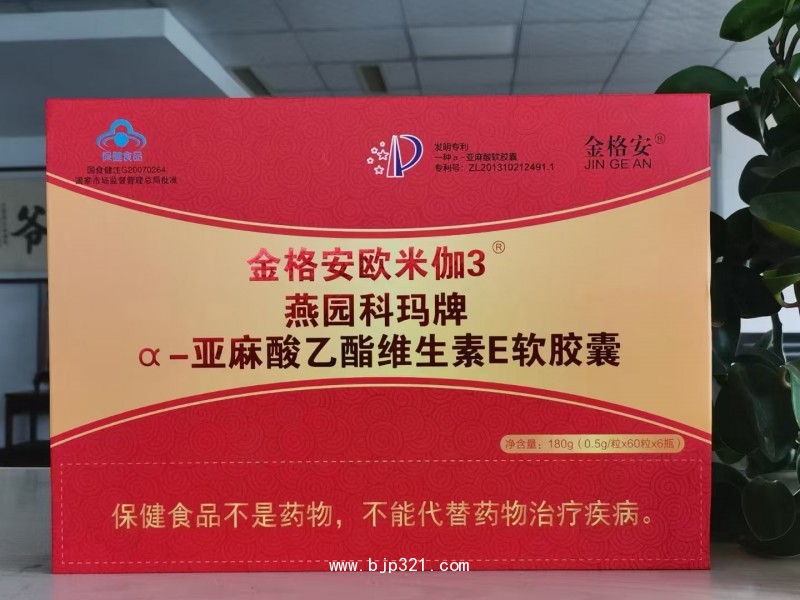 保健食品
国食健注G20070264
国家市场监督管理总局批准
发明专利
一种α-亚麻酸软胶囊
专利号：ZL201310212491.1
金格安®
JIN GE AN
金格安欧米伽3®
燕园科玛牌
α-亚麻酸乙酯维生素E软胶囊
净含量：180g（0.5g/粒x60粒x6瓶）
保健食品不是药物，不能代替药物治疗疾病。
www.bjp321.com
爷